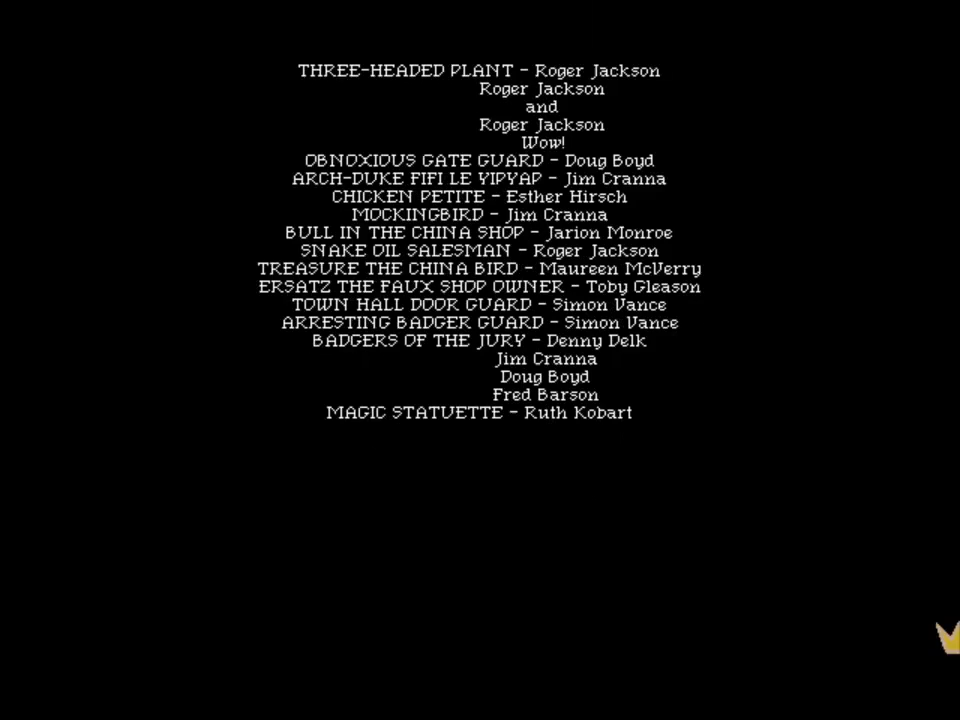 THREE-HEADED PLANT - Roger Jackson
Roger Jackson
and
Roger Jackson
Wow!
OBNOXIOUS GATE GUARD - Doug Boyd
ARCH-DUKE FIFI LE YIPYAP - Jim Cranna
CHICKEN PETITE - Esther Hirsch
MOCKINGBIRD - Jim Cranna
BULL IN THE CHINA SHOP - Jarion Monroe
SNAKE OIL SALESMAN - Roger Jackson
TREASURE THE CHINA BIRD - Maureen McVerry
ERSATZ THE FAUX SHOP OWNER - Toby Gleason
TOWN HALL DOOR GUARD - Simon Vance
ARRESTING BADGER GUARD - Simon Vance
BADGERS OF THE JURY - Denny Delk
Jim Cranna
Doug Boyd
Fred Barson
MAGIC STATUETTE - Ruth Kobart